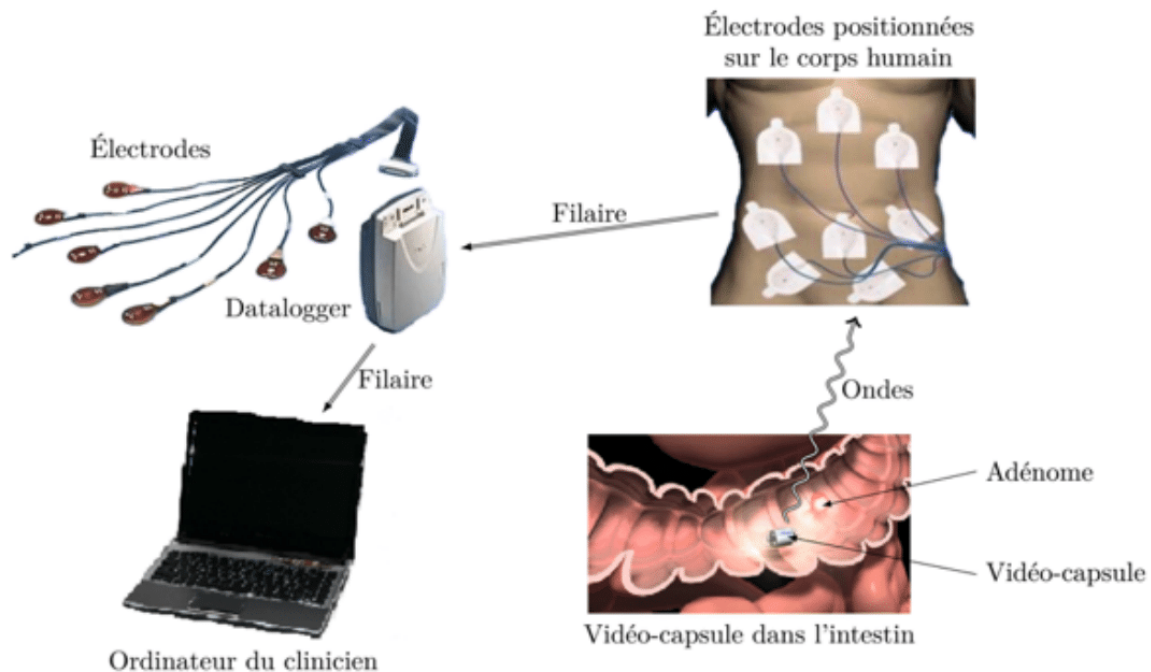 Électrodes positionnées
sur le corps humain
Électrodes
Filaire
Datalogger
Filaire
Ondes
Adénome
Vidéo-capsule
Vidéo-capsule dans l'intestin
Ordinateur du clinicien